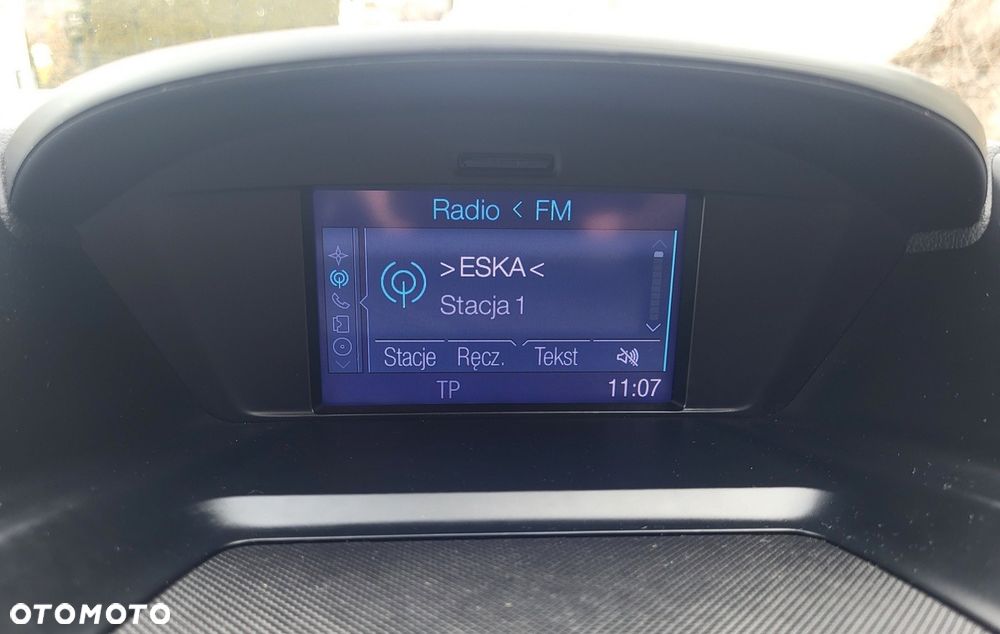 Radio < FM
>ESKA<
Stacja 1
Stacje Ręcz. Tekst
TP 11:07
OTOMOTO